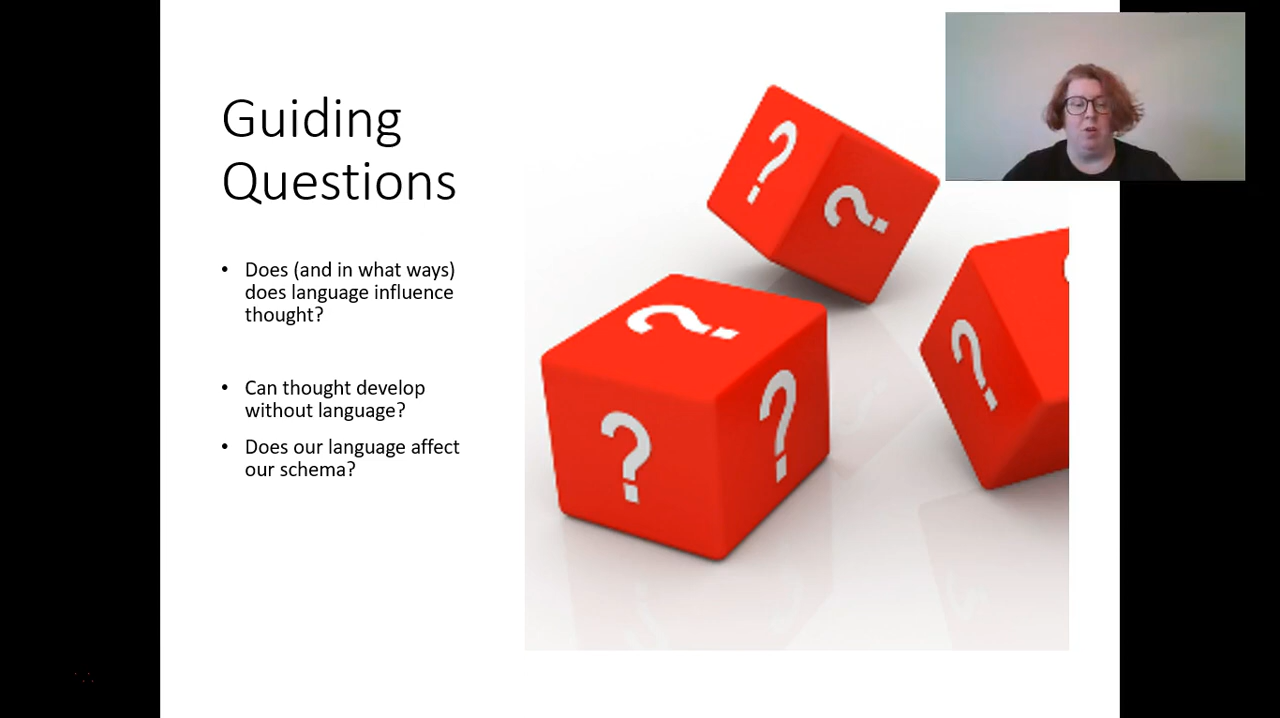 Guiding
Questions
• Does (and in what ways)
does language influence
thought?
• Can thought develop
without language?
• Does our language affect
our schema?
? ?
? ? ?
?